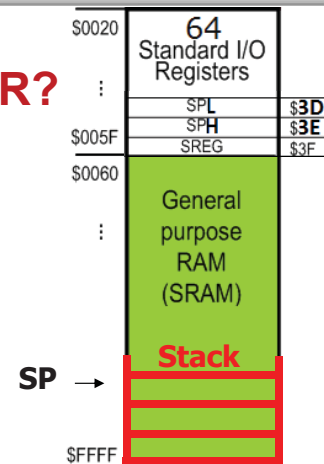 $0020
64
Standard I/O
Registers
R?
⋮
SPL $3D
SPH $3E
$005F
SREG $3F
$0060
General
⋮
purpose
RAM
(SRAM)
Stack
SP →
$FFFF